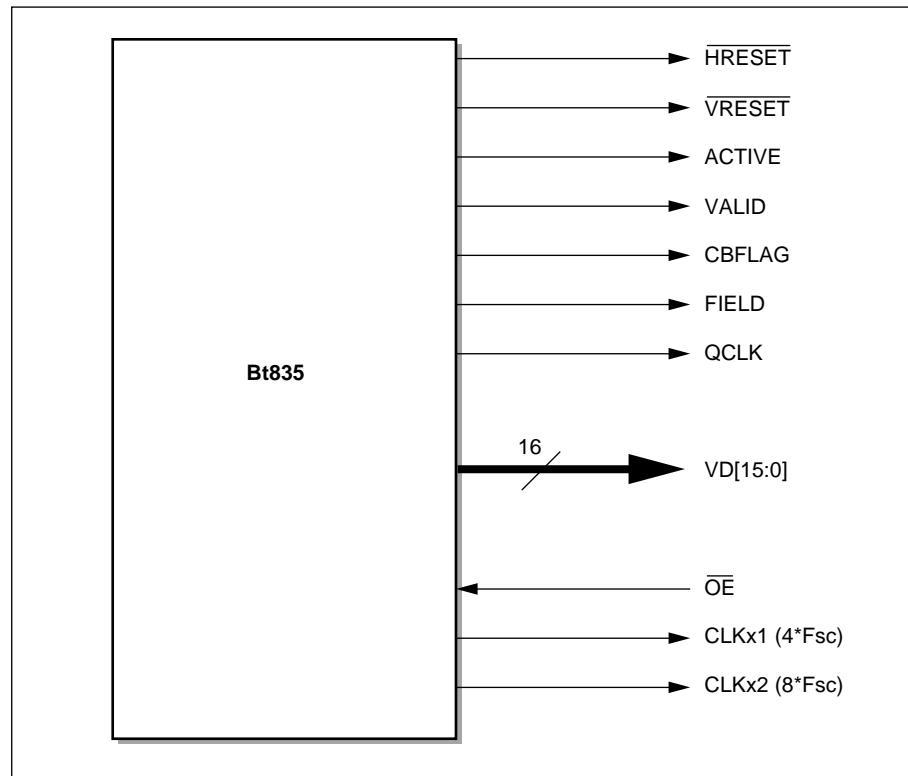 HRESET
VRESET
ACTIVE
VALID
CBFLAG
FIELD
QCLK
Bt835
16
VD[15:0]
OE
CLKx1 (4*Fsc)
CLKx2 (8*Fsc)